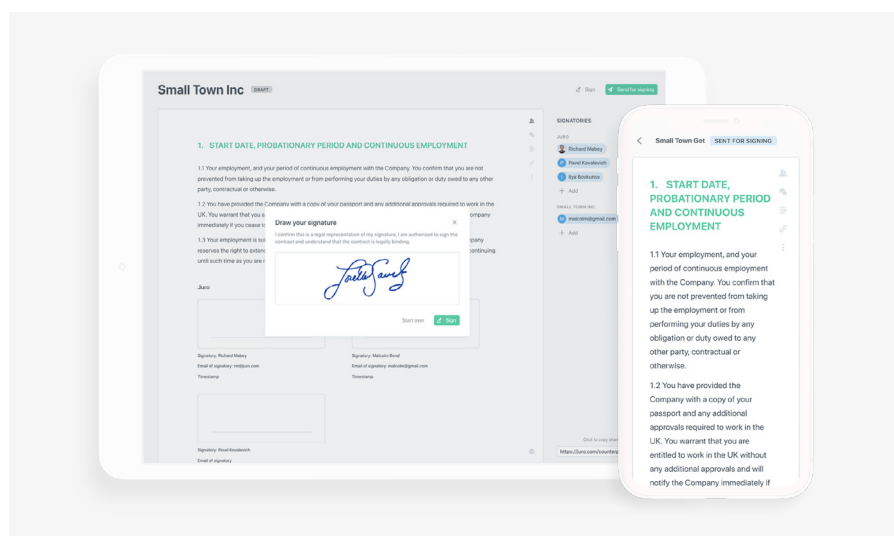 Small Town Inc DRAFT
Sign Send for signing
1. START DATE, PROBATIONARY PERIOD AND CONTINUOUS EMPLOYMENT
1.1 Your employment, and your period of continuous employment with the Company. You confirm that you are not
prevented from taking up the employment or from performing your duties by any obligation or duty owed to any other
party, contractual or otherwise.
1.2 You have provided the Company with a copy of your passport and any additional approvals required to work in the
UK. You warrant that you
immediately if you cease
1.3 Your employment is
reserves the right to
until such time as you are
continuing
Draw your signature
I confirm this is a legal representation of my signature, I am authorized to sign the
contract and understand that the contract is legally binding.
Start over Sign
Juro
Signatory: Richard Mabey
Timestamp
Signatory: Malcolm
Email of signatory: malcolm@gmail.com
Timestamp
Email of signatory
SIGNATORIES
JURO
Richard Mabey
Pavel Kovalevich
+ Add
SMALL TOWN INC.
malcolm@gmail.com
+ Add
Click to copy
https://juro.com/counterp
Small Town Get SENT FOR SIGNING
1. START DATE,
PROBATIONARY PERIOD
AND CONTINUOUS
EMPLOYMENT
1.1 Your employment, and your
period of continuous employment
with the Company. You confirm that
you are not prevented from taking
up the employment or from
performing your duties by any
obligation or duty owed to any
other party, contractual or
otherwise.
1.2 You have provided the
Company with a copy of your
passport and any additional
approvals required to work in the
UK. You warrant that you are
entitled to work in the UK without
any additional approvals and will
notify the Company immediately if